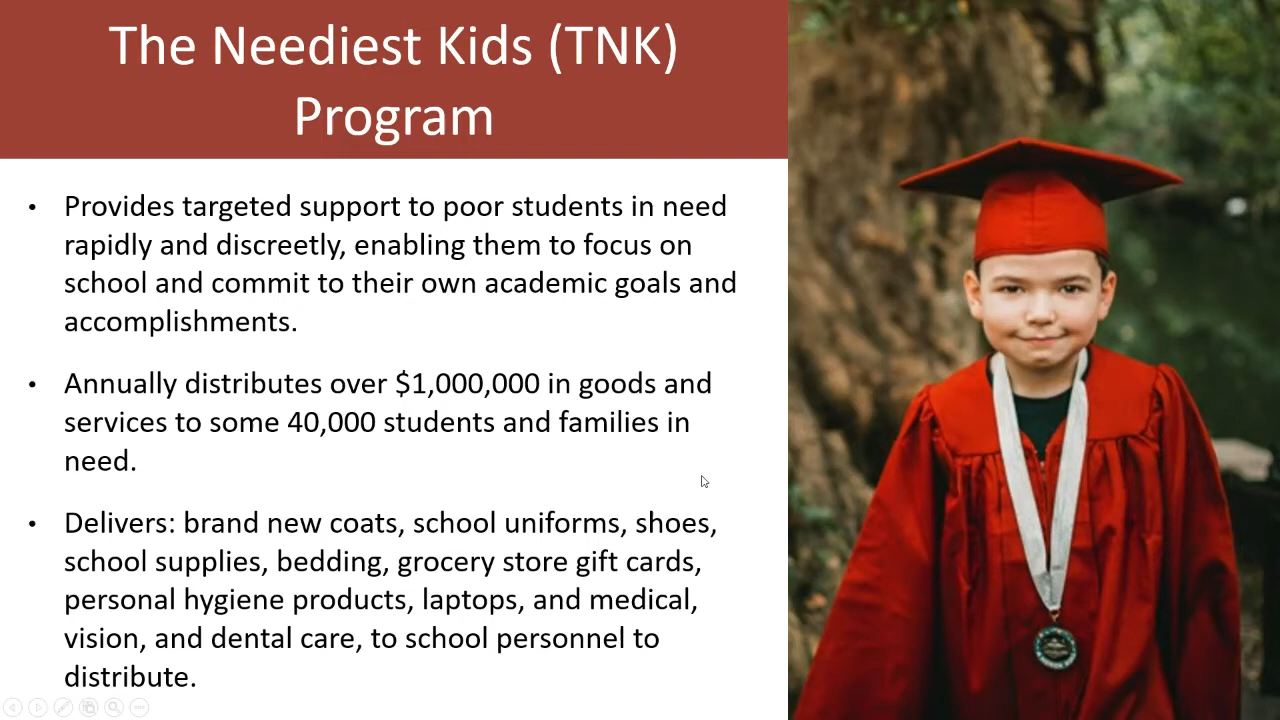 The Neediest Kids (TNK)
Program
• Provides targeted support to poor students in need
rapidly and discreetly, enabling them to focus on
school and commit to their own academic goals and
accomplishments.
• Annually distributes over $1,000,000 in goods and
services to some 40,000 students and families in
need.
• Delivers: brand new coats, school uniforms, shoes,
school supplies, bedding, grocery store gift cards,
personal hygiene products, laptops, and medical,
vision, and dental care, to school personnel to
distribute.